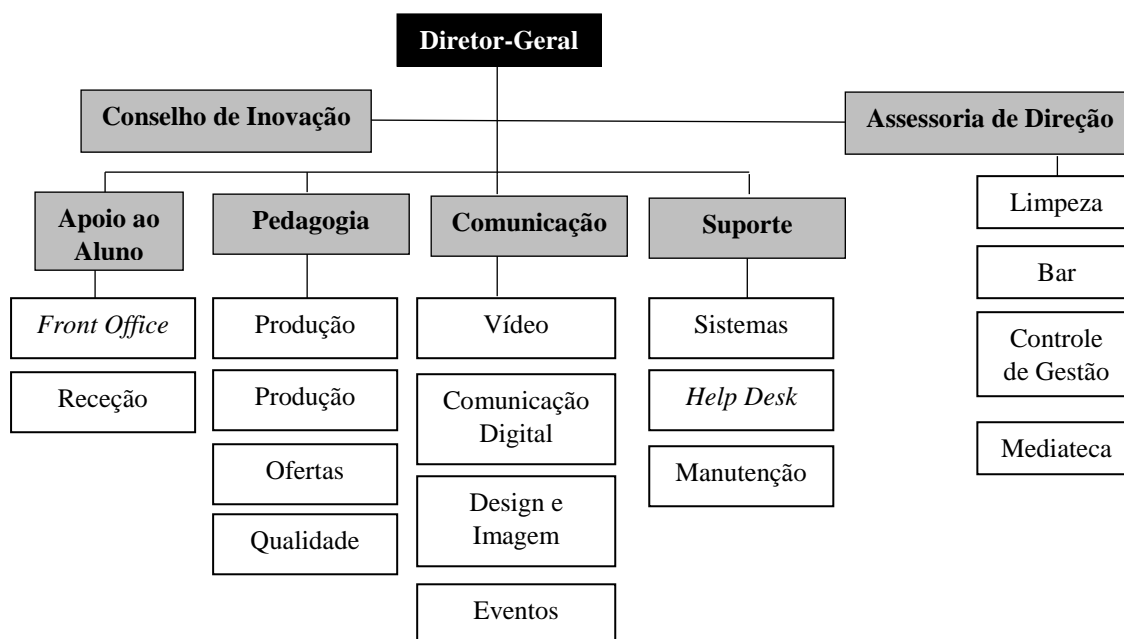 Diretor-Geral
Conselho de Inovação
Assessoria de Direção
Apoio ao
Aluno
Front Office
Receção
Pedagogia
Produção
Produção
Ofertas
Qualidade
Comunicação
Vídeo
Comunicação
Digital
Design e
Imagem
Eventos
Suporte
Sistemas
Help Desk
Manutenção
Limpeza
Bar
Controle
de Gestão
Mediateca